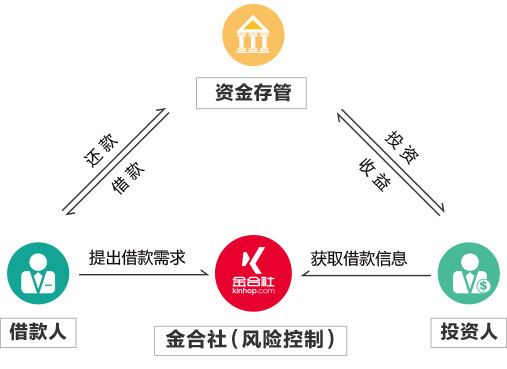 资金存管
还款
借款
投资
收益
提出借款需求
金合社
kinhop.com
获取借款信息
借款人
金合社（风险控制）
投资人